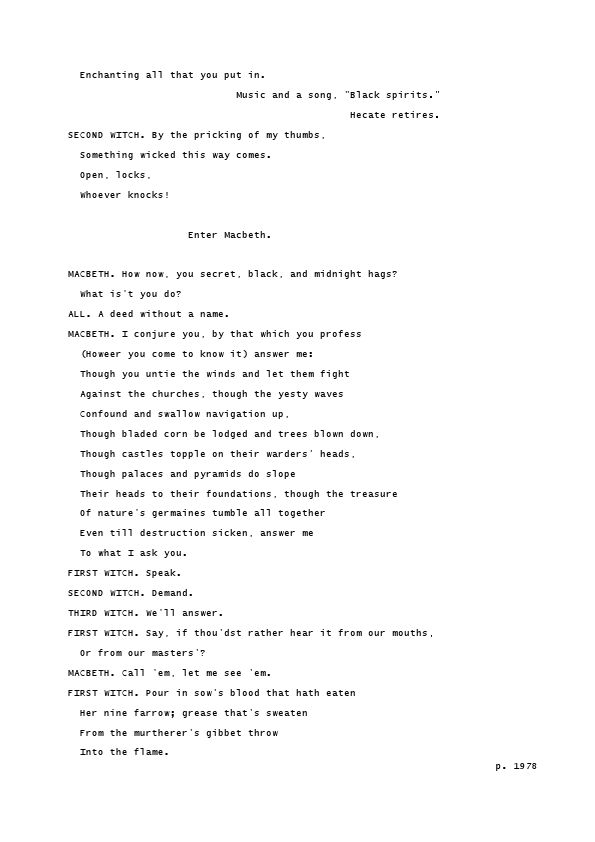 Enchanting all that you put in.
Music and a song, "Black spirits."
Hecate retires.
SECOND WITCH. By the pricking of my thumbs,
Something wicked this way comes.
Open, locks,
Whoever knocks!
Enter Macbeth.
MACBETH. How now, you secret, black, and midnight hags?
What is't you do?
ALL. A deed without a name.
MACBETH. I conjure you, by that which you profess
(Howeer you come to know it) answer me:
Though you untie the winds and let them fight
Against the churches, though the yesty waves
Confound and swallow navigation up,
Though bladed corn be lodged and trees blown down,
Though castles topple on their warders' heads,
Though palaces and pyramids do slope
Their heads to their foundations, though the treasure
Of nature's germaines tumble all together
Even till destruction sicken, answer me
To what I ask you.
FIRST WITCH. Speak.
SECOND WITCH. Demand.
THIRD WITCH. We'll answer.
FIRST WITCH. Say, if thou'dst rather hear it from our mouths,
Or from our masters'?
MACBETH. Call 'em, let me see 'em.
FIRST WITCH. Pour in sow's blood that hath eaten
Her nine farrow; grease that's sweaten
From the murtherer's gibbet throw
Into the flame.
p. 1978